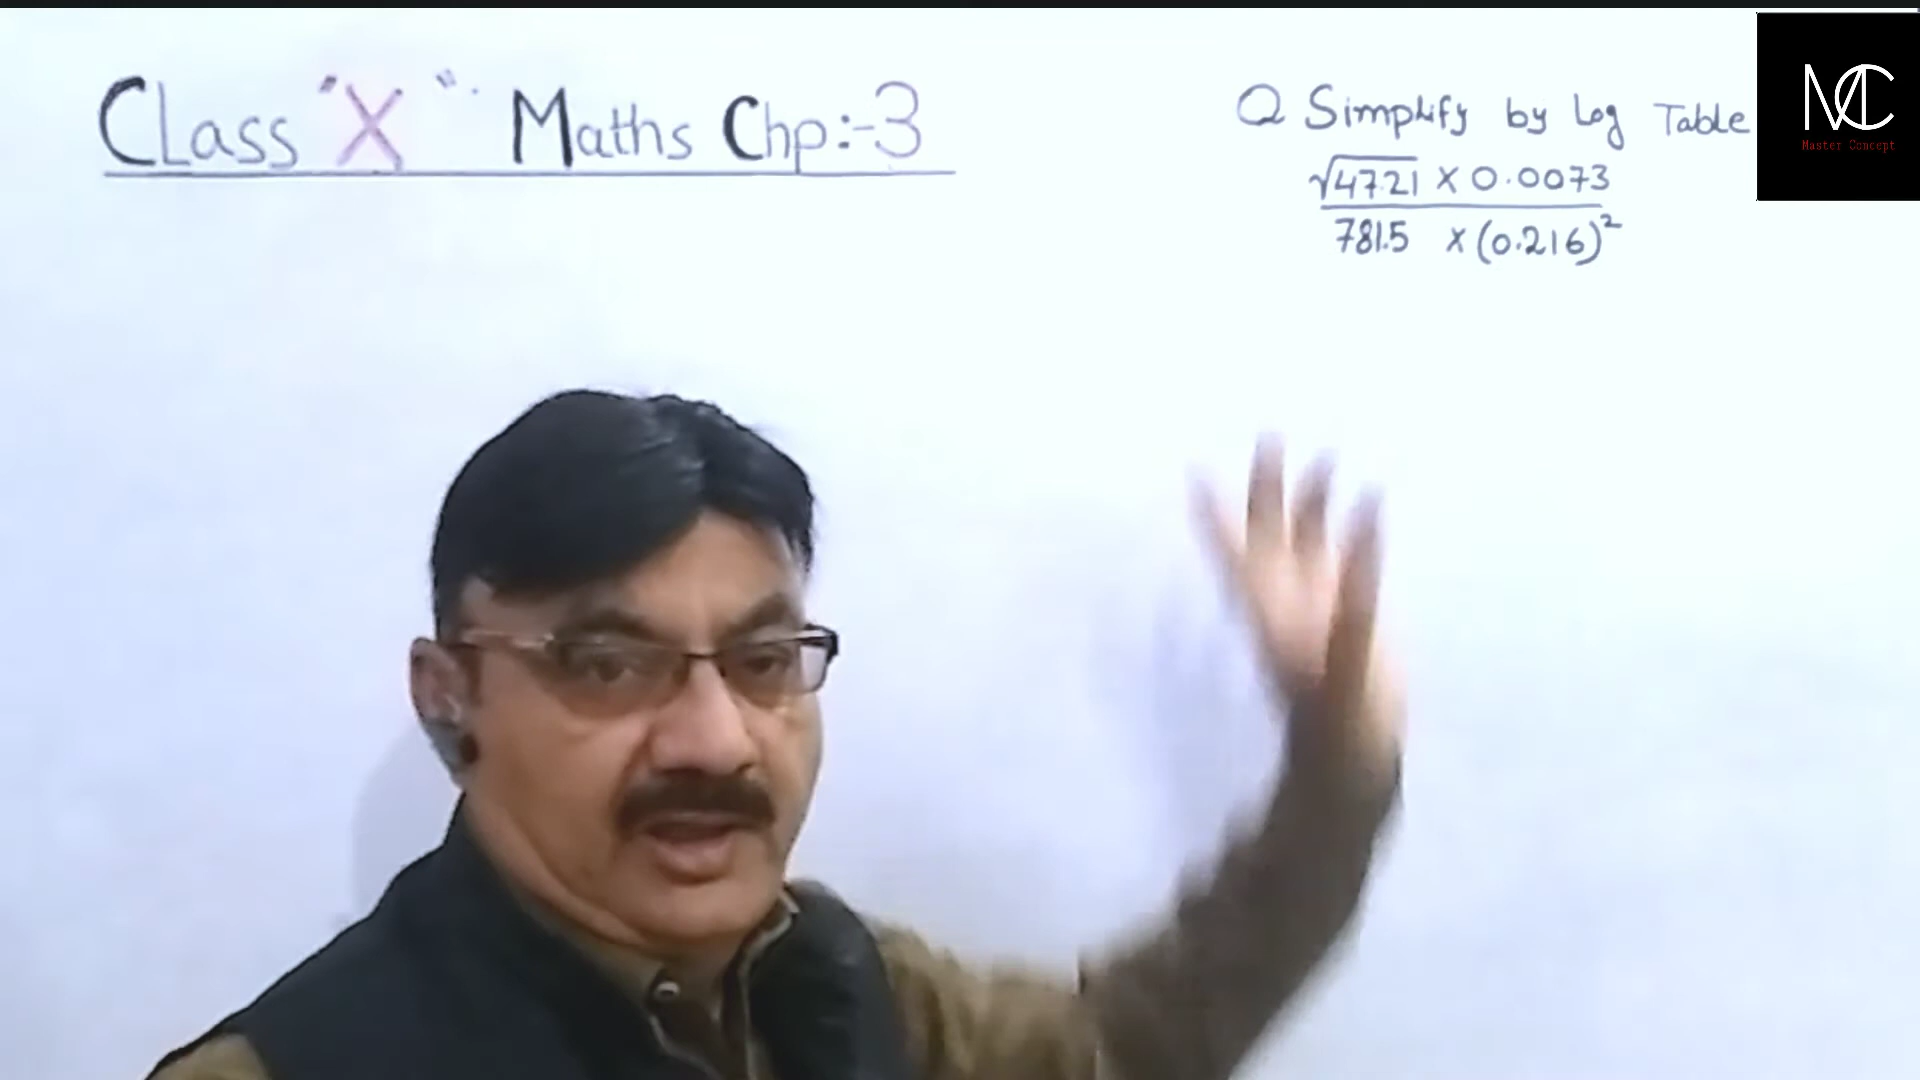 CLass "X" Maths Chp:-3
Q Simplify by Log Table
√47.21 X 0.0073
781.5 X (0.216)²
MC
Master Concept